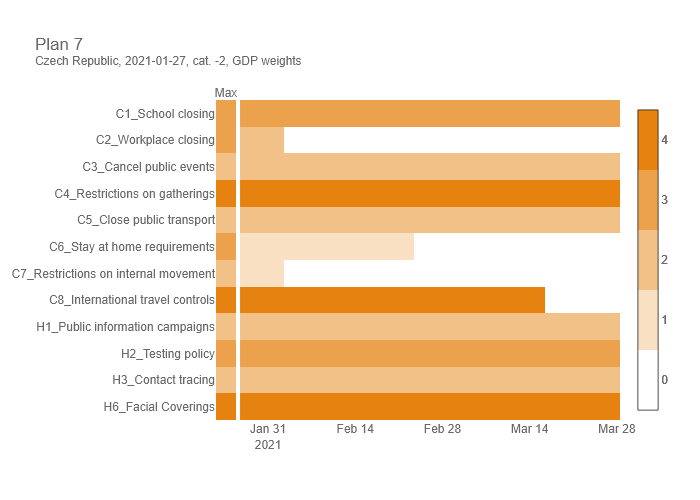 Plan 7
Czech Republic, 2021-01-27, cat. -2, GDP weights
Max
C1_School closing
C2_Workplace closing
C3_Cancel public events
C4_Restrictions on gatherings
C5_Close public transport
C6_Stay at home requirements
C7_Restrictions on internal movement
C8_International travel controls
H1_Public information campaigns
H2_Testing policy
H3_Contact tracing
H6_Facial Coverings
Jan 31 Feb 14 Feb 28 Mar 14 Mar 28
2021
4
3
2
1
0